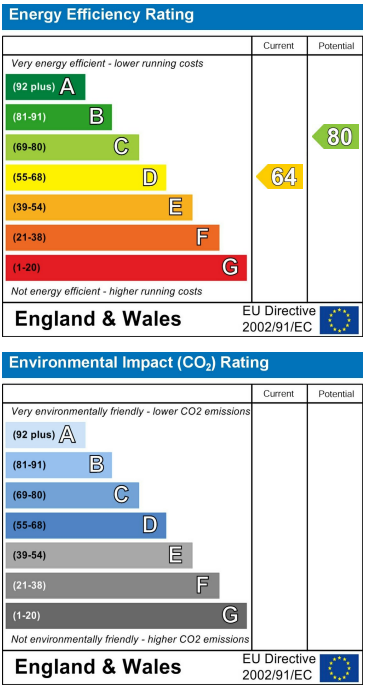 Energy Efficiency Rating
Current Potential
Very energy efficient - lower running costs
(92 plus) A
(81-91) B
(69-80) C
(55-68) D
(39-54) E
(21-38) F
(1-20) G
80
64
Not energy efficient - higher running costs
England & Wales
EU Directive
2002/91/EC
Environmental Impact (CO₂) Rating
Current Potential
Very environmentally friendly - lower CO2 emissions
(92 plus) A
(81-91) B
(69-80) C
(55-68) D
(39-54) E
(21-38) F
(1-20) G
Not environmentally friendly - higher CO2 emissions
England & Wales
EU Directive
2002/91/EC